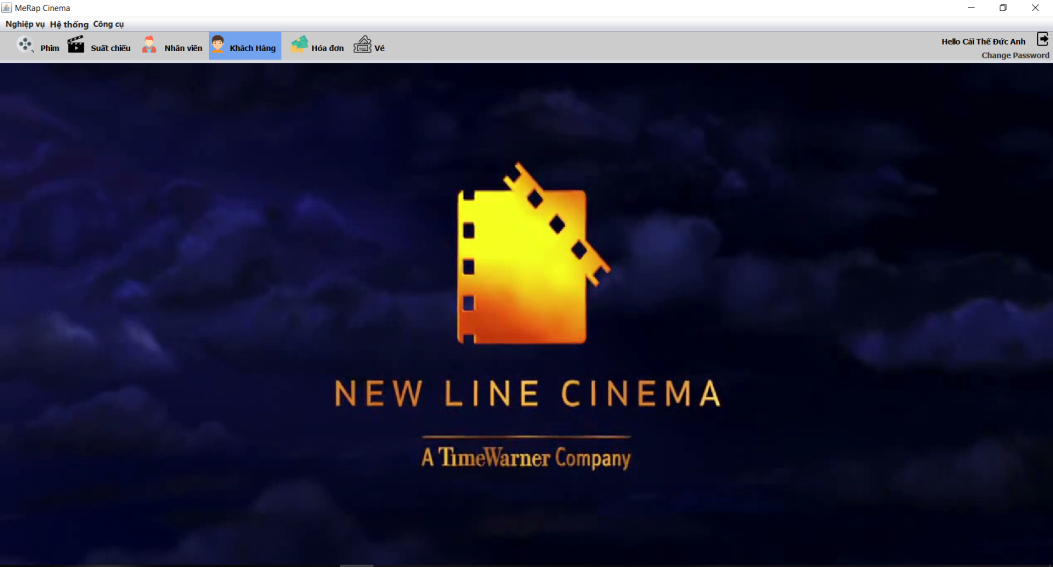 MeRap Cinema
Nghiệp vụ Hệ thống Công cụ
Phim Suất chiếu Nhân viên Khách Hàng Hóa đơn Vé
Hello Cái Thế Đức Anh
Change Password
NEW LINE CINEMA
A TimeWarner Company